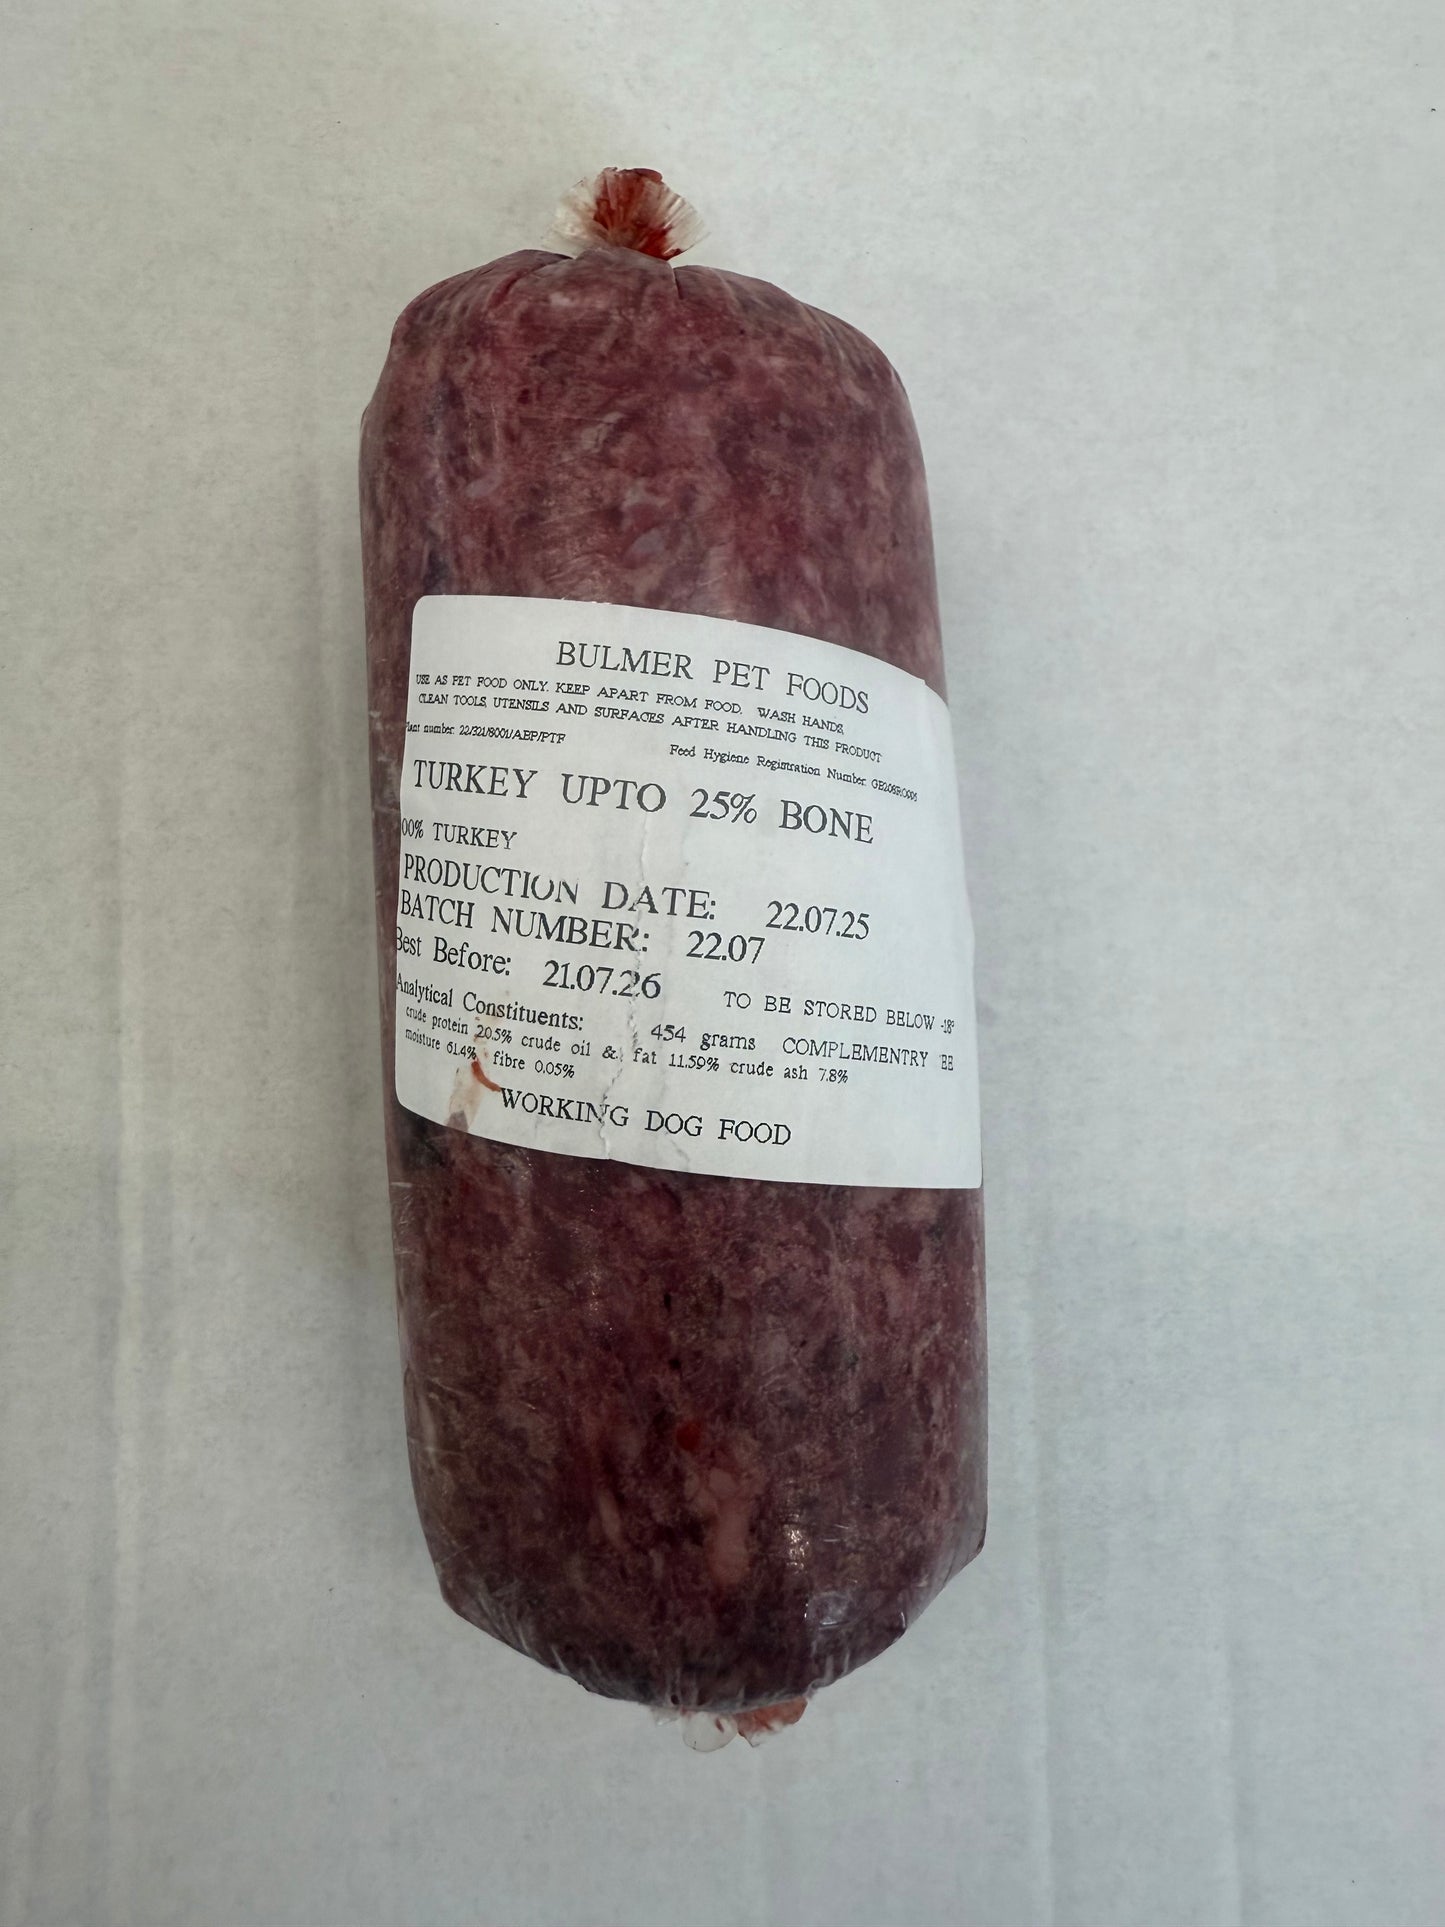 BULMER PET FOODS
USE AS PET FOOD ONLY. KEEP APART FROM FOOD. WASH HANDS,
CLEAN TOOLS, UTENSILS AND SURFACES AFTER HANDLING THIS PRODUCT
Plant number: 22/321/8001/ABP/PTF
Feed Hygiene Registration Number:
TURKEY UPTO 25% BONE
00% TURKEY
PRODUCTION DATE: 22.07.25
BATCH NUMBER: 22.07
Best Before: 21.07.26
TO BE STORED BELOW -18°
Analytical Constituents: 454 grams COMPLEMENTRY
crude protein 20.5% crude oil & fat 11.59% crude ash 7.8%
moisture 61.4% fibre 0.05%
WORKING DOG FOOD